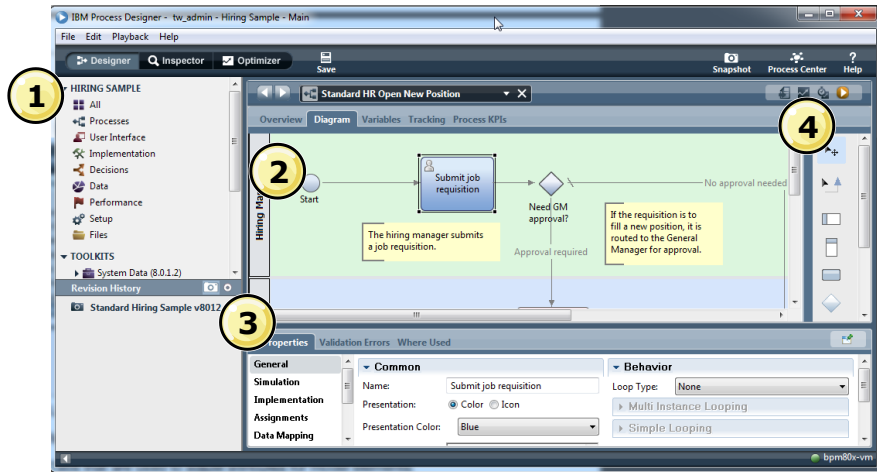 IBM Process Designer - tw_admin - Hiring Sample - Main
File Edit Playback Help
Designer Inspector Optimizer
Save
Snapshot Process Center Help
1
HIRING SAMPLE
All
Processes
User Interface
Implementation
Decisions
Data
Performance
Setup
Files
TOOLKITS
System Data (8.0.1.2)
Revision History
Standard Hiring Sample v8012
Standard HR Open New Position
Overview Diagram Variables Tracking Process KPIs
4
2
Hiring Ma
Start
Submit job
requisition
Need GM
approval?
No approval needed
The hiring manager submits
a job requisition.
If the requisition is to
fill a new position, it is
routed to the General
Manager for approval.
Approval required
3
Properties Validation Errors Where Used
General
Simulation
Implementation
Assignments
Data Mapping
Common
Name: Submit job requisition
Presentation: Color Icon
Presentation Color: Blue
Behavior
Loop Type: None
Multi Instance Looping
Simple Looping
bpm80x-vm